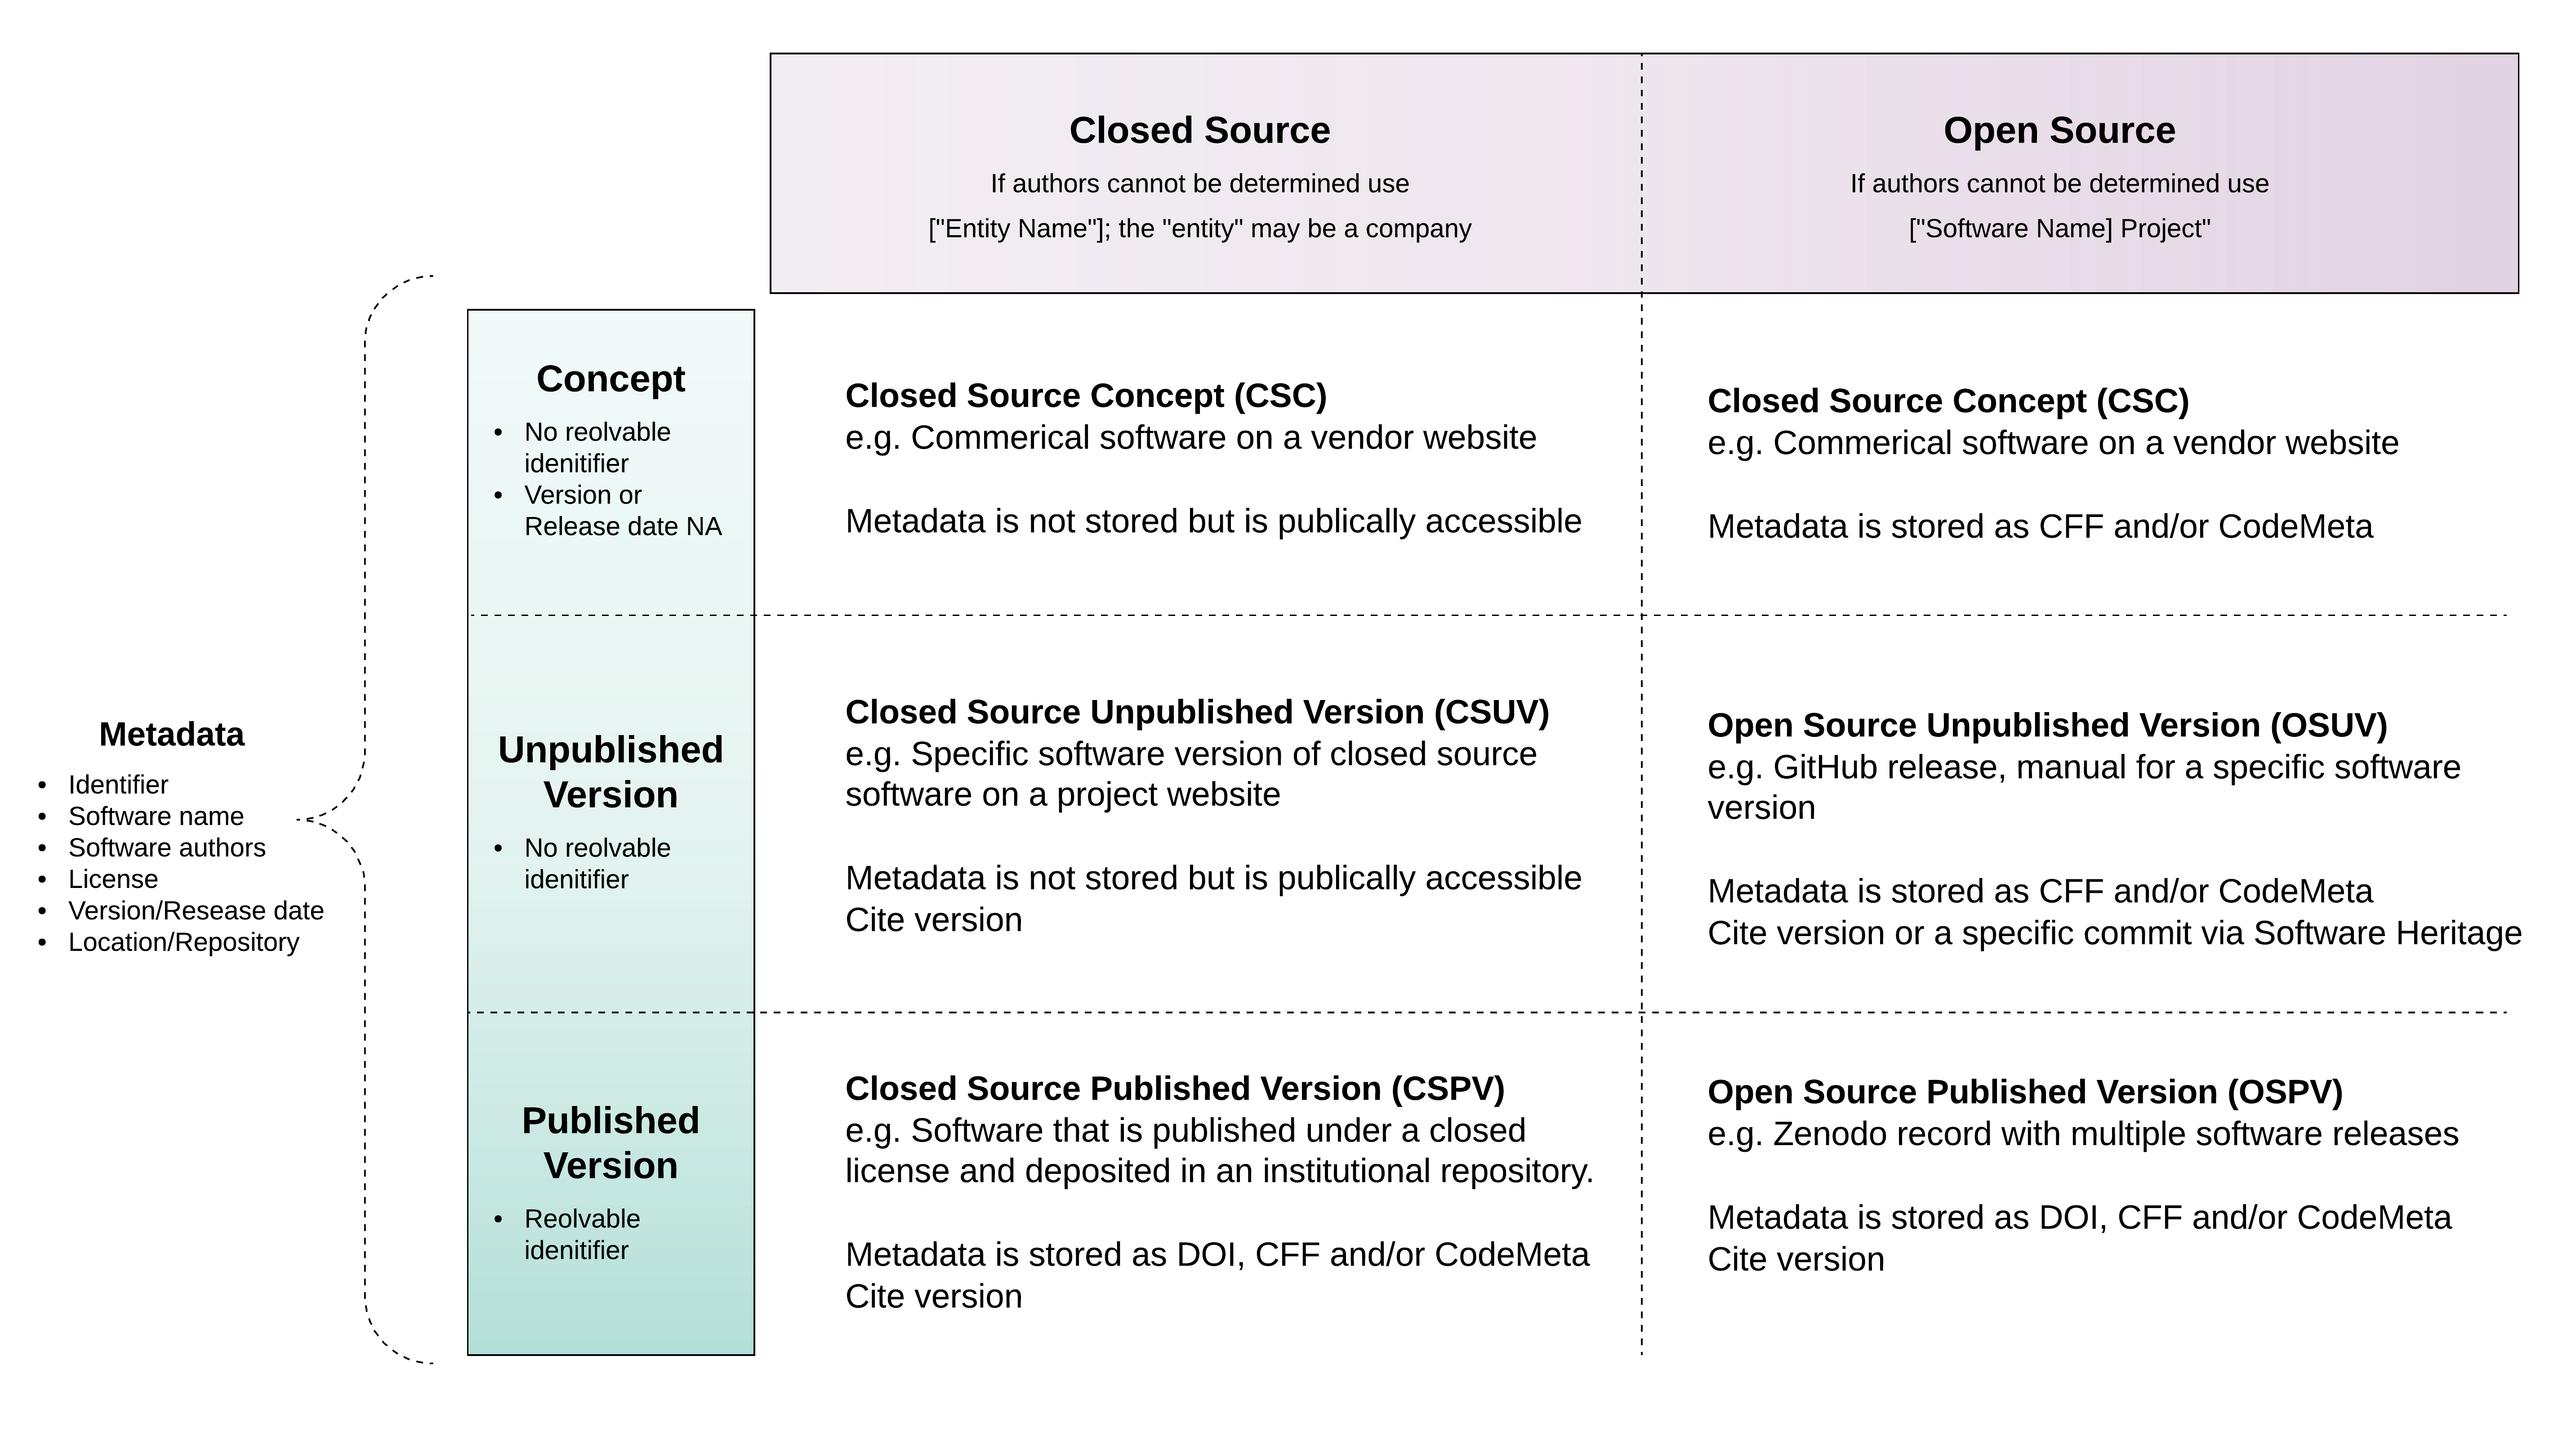 Closed Source
If authors cannot be determined use
["Entity Name"]; the "entity" may be a company
Open Source
If authors cannot be determined use
["Software Name] Project"
Metadata
• Identifier
• Software name
• Software authors
• License
• Version/Resease date
• Location/Repository
Concept
• No reolvable
idenitifier
• Version or
Release date NA
Closed Source Concept (CSC)
e.g. Commerical software on a vendor website
Metadata is not stored but is publically accessible
Closed Source Concept (CSC)
e.g. Commerical software on a vendor website
Metadata is stored as CFF and/or CodeMeta
Unpublished
Version
• No reolvable
idenitifier
Closed Source Unpublished Version (CSUV)
e.g. Specific software version of closed source
software on a project website
Metadata is not stored but is publically accessible
Cite version
Open Source Unpublished Version (OSUV)
e.g. GitHub release, manual for a specific software
version
Metadata is stored as CFF and/or CodeMeta
Cite version or a specific commit via Software Heritage
Published
Version
• Reolvable
idenitifier
Closed Source Published Version (CSPV)
e.g. Software that is published under a closed
license and deposited in an institutional repository.
Metadata is stored as DOI, CFF and/or CodeMeta
Cite version
Open Source Published Version (OSPV)
e.g. Zenodo record with multiple software releases
Metadata is stored as DOI, CFF and/or CodeMeta
Cite version